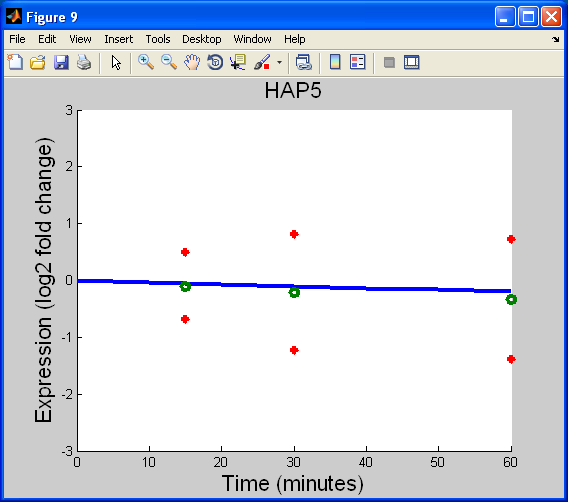 Figure 9
File Edit View Insert Tools Desktop Window Help
HAP5
Expression (log2 fold change)
3
2
1
0
-1
-2
-3
0 10 20 30 40 50 60
Time (minutes)